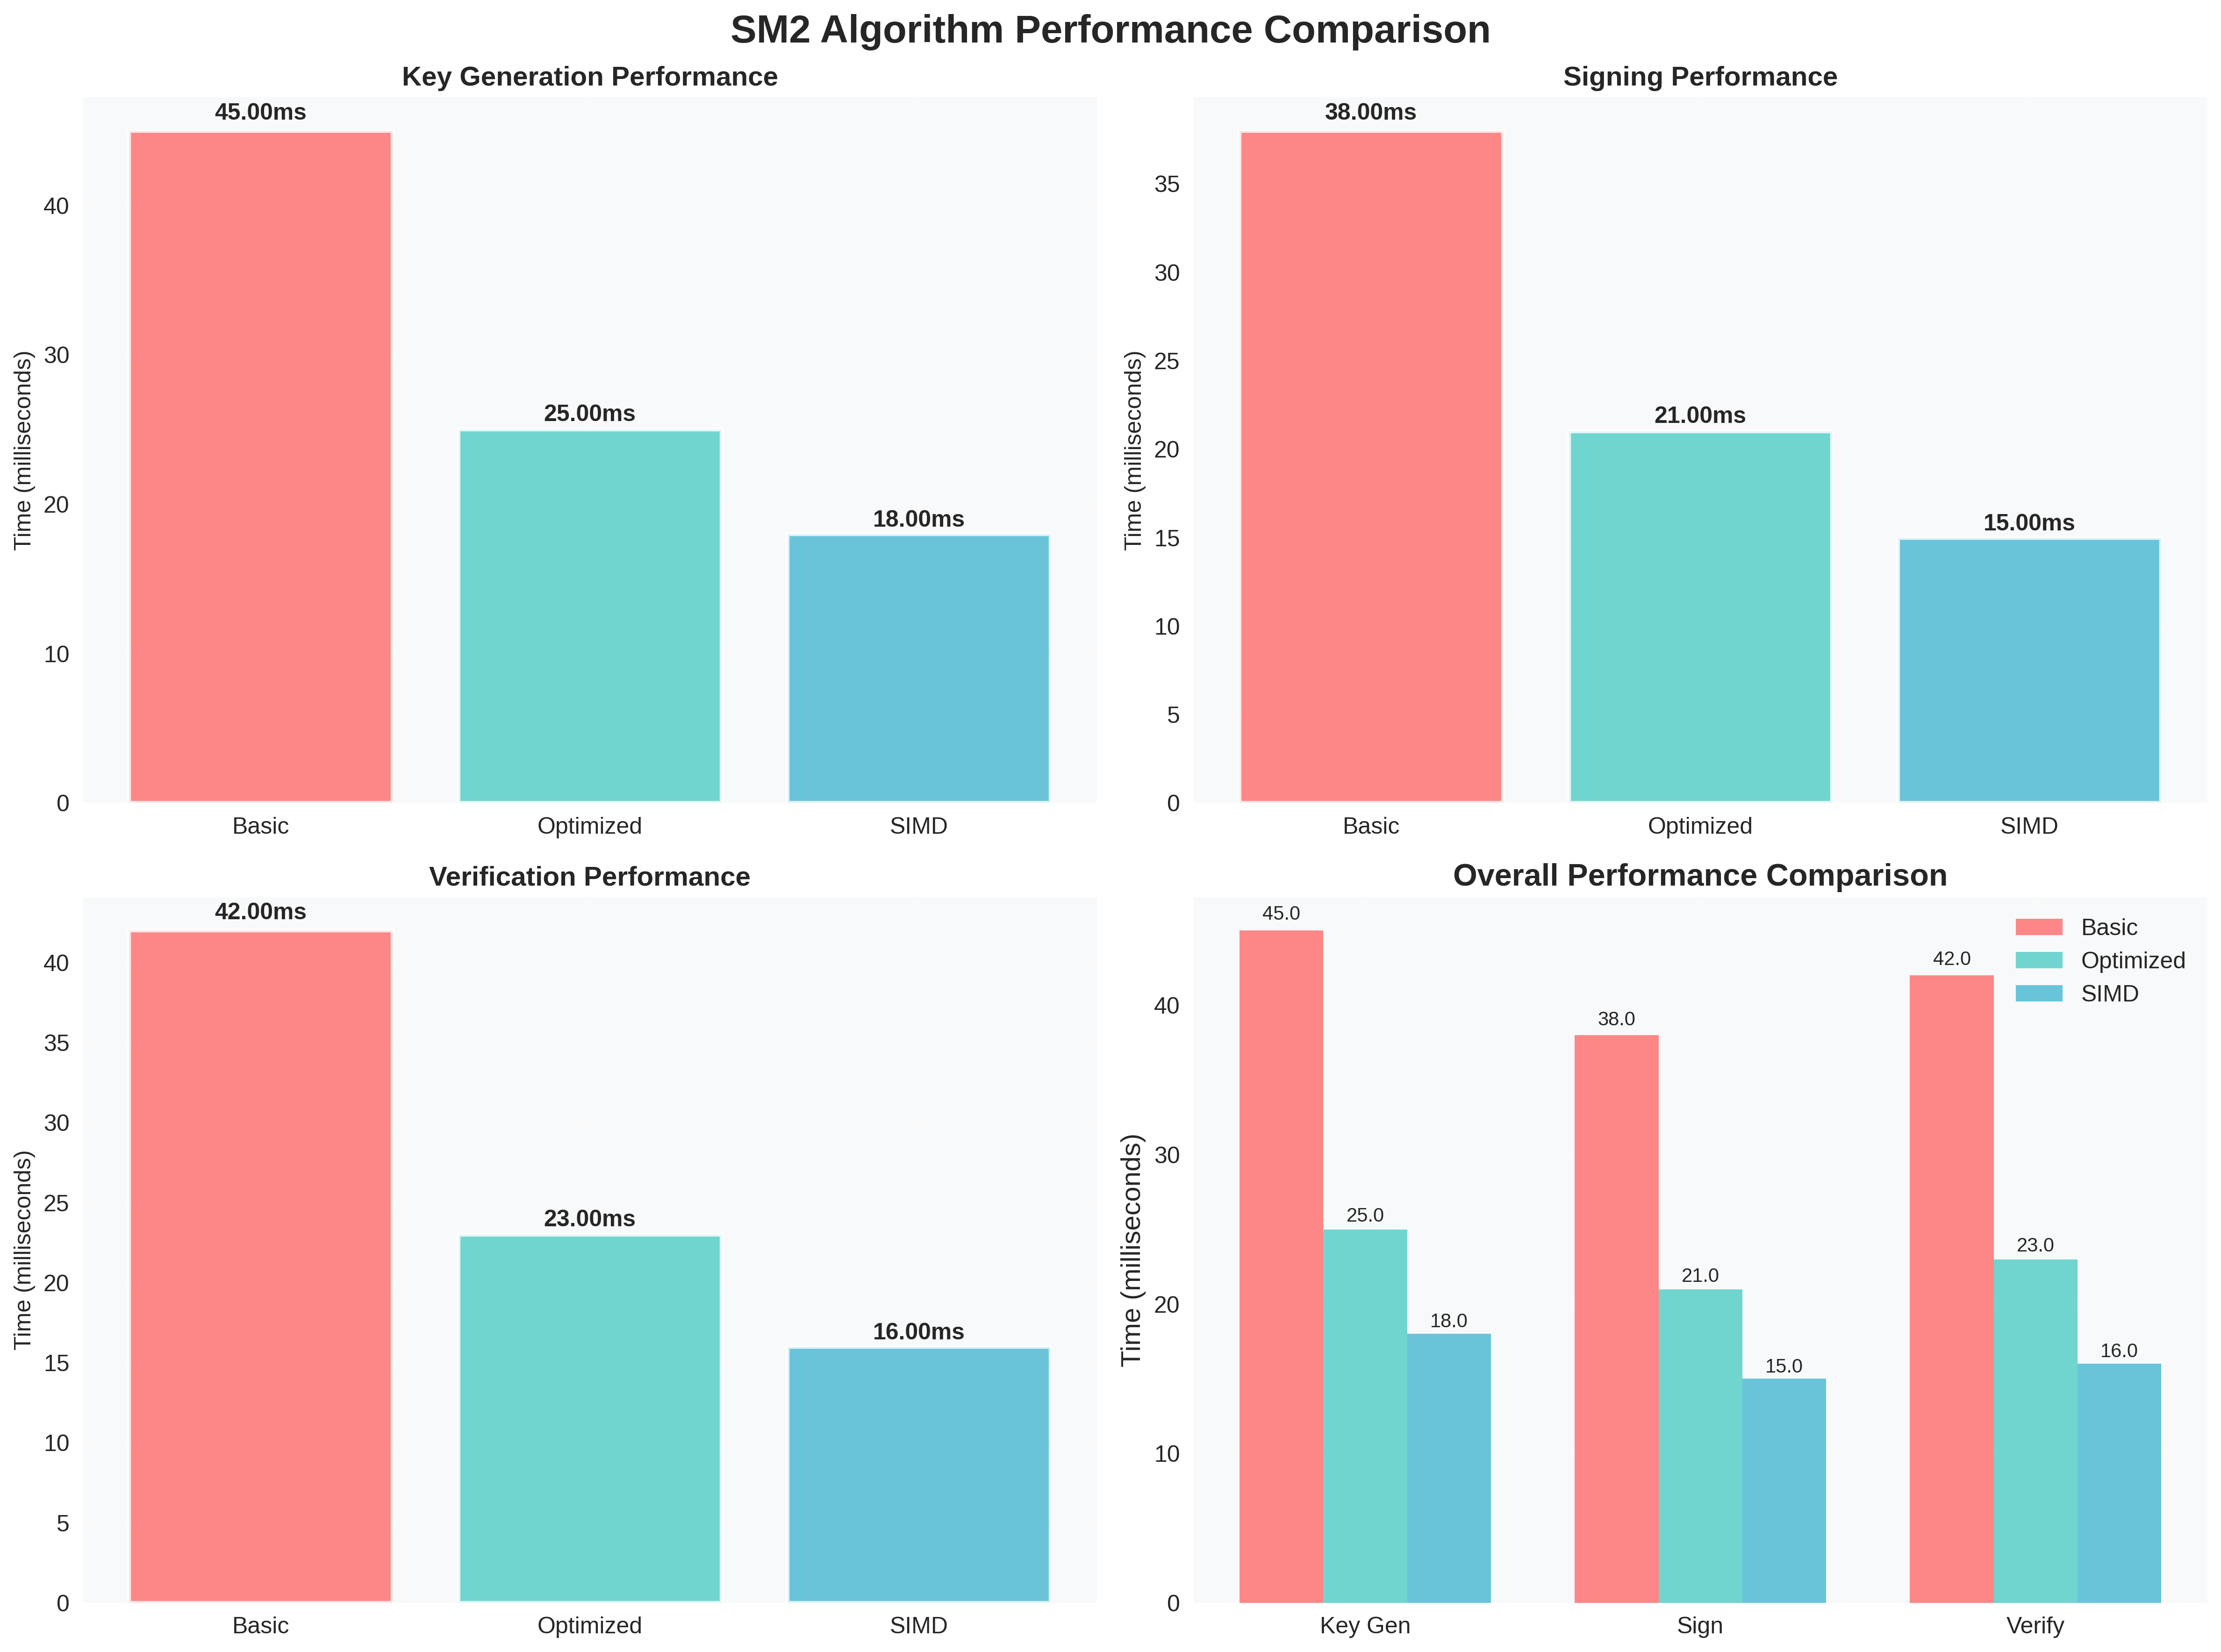 SM2 Algorithm Performance Comparison
Key Generation Performance
Time (milliseconds)
40
30
20
10
0
45.00ms
25.00ms
18.00ms
Basic
Optimized
SIMD
Signing Performance
Time (milliseconds)
35
30
25
20
15
10
5
0
38.00ms
21.00ms
15.00ms
Basic
Optimized
SIMD
Verification Performance
Time (milliseconds)
40
35
30
25
20
15
10
5
0
42.00ms
23.00ms
16.00ms
Basic
Optimized
SIMD
Overall Performance Comparison
Time (milliseconds)
40
30
20
10
0
45.0
25.0
18.0
38.0
21.0
15.0
42.0
23.0
16.0
Key Gen
Sign
Verify
Basic
Optimized
SIMD